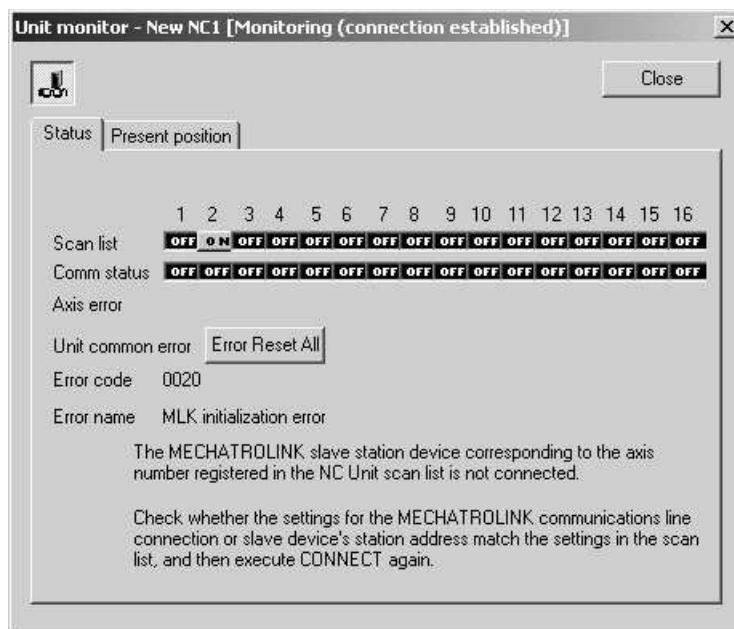 Unit monitor - New NC1 [Monitoring (connection established)]
Close
Status Present position
1 2 3 4 5 6 7 8 9 10 11 12 13 14 15 16
Scan list OFF ON OFF OFF OFF OFF OFF OFF OFF OFF OFF OFF OFF OFF OFF OFF
Comm status OFF OFF OFF OFF OFF OFF OFF OFF OFF OFF OFF OFF OFF OFF OFF OFF
Axis error
Unit common error Error Reset All
Error code 0020
Error name MLK initialization error
The MECHATROLINK slave station device corresponding to the axis
number registered in the NC Unit scan list is not connected.
Check whether the settings for the MECHATROLINK communications line
connection or slave device's station address match the settings in the scan
list, and then execute CONNECT again.